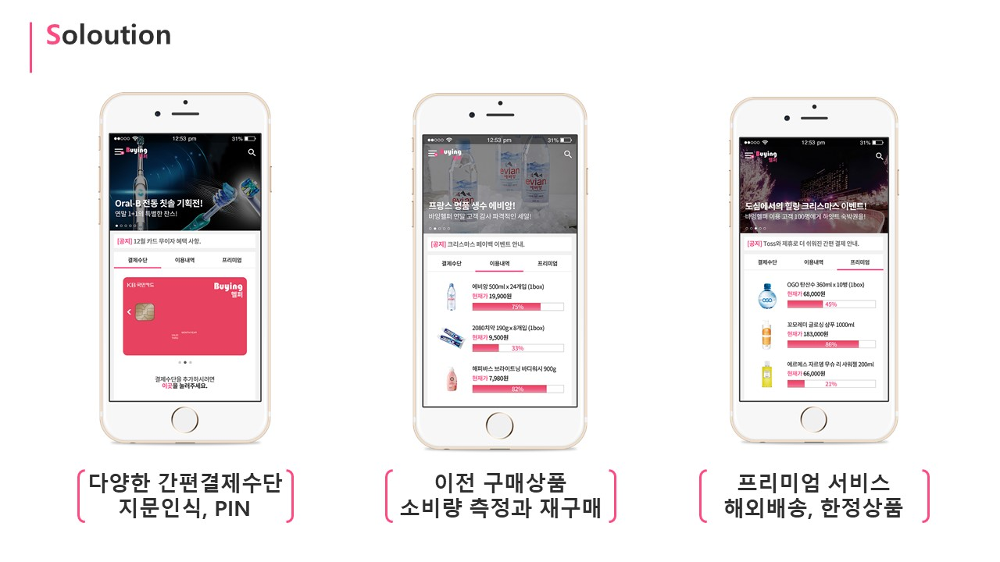 Soloution
12:53 pm
31%
Buying
헬퍼
Oral-B 전동 칫솔 기획전!
연말 1+1의 특별한 찬스!
[공지] 12월 카드 무이자 혜택 사항.
결제수단 이용내역 프리미엄
KB 국민카드
Buying
헬퍼
결제수단을 추가하시려면
이곳을 눌러주세요.
다양한 간편결제수단
지문인식, PIN
12:53 pm
31%
Buying
evian
에비앙
evian
에비앙
프랑스 명품 생수 에비앙!
바잉헬퍼 연말 고객 감사 파격적인 세일!
[공지] 크리스마스 페이백 이벤트 안내.
결제수단 이용내역 프리미엄
에비앙 500ml x 24개입 (1box)
현재가 19,900원
75%
2080치약 190g x 8개입 (1box)
현재가 9,500원
33%
해피바스 브라이트닝 바디워시 900g
현재가 7,980원
82%
이전 구매상품
소비량 측정과 재구매
12:53 pm
31%
Buying
헬퍼
도심에서의 힐링 크리스마스 이벤트!
바잉헬퍼 이용 고객 100명에게 하얏트 숙박권을!
[공지] Toss와 제휴로 더 쉬워진 간편 결제 안내.
결제수단 이용내역 프리미엄
OGO
OGO 탄산수 360ml x 10병 (1box)
현재가 68,000원
45%
꼬모레미 글로싱 샴푸 1000ml
현재가 183,000원
86%
에르메스 자르뎅 무슈 리 샤워젤 200ml
현재가 66,000원
21%
프리미엄 서비스
해외배송, 한정상품